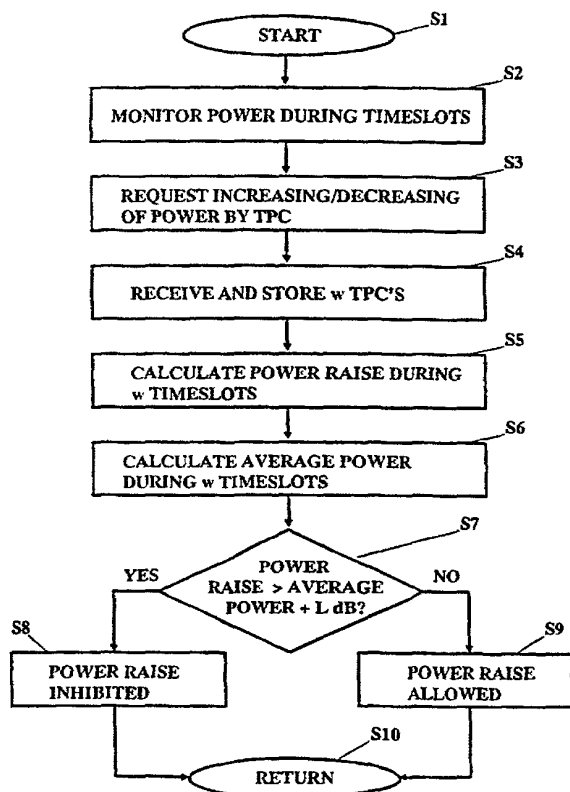 START
S1
S2
MONITOR POWER DURING TIMESLOTS
S3
REQUEST INCREASING/DECREASING
OF POWER BY TPC
S4
RECEIVE AND STORE w TPC'S
S5
CALCULATE POWER RAISE DURING
w TIMESLOTS
S6
CALCULATE AVERAGE POWER
DURING w TIMESLOTS
S7
POWER
RAISE > AVERAGE
POWER + L dB?
YES
NO
S8
POWER RAISE
INHIBITED
S9
POWER RAISE
ALLOWED
S10
RETURN